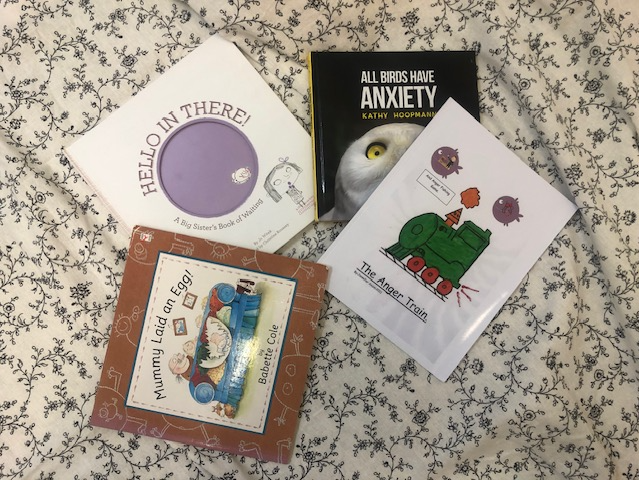 HELLO IN THERE!
A Big Sister's Book of Waiting
ALL BIRDS HAVE
ANXIETY
KATHY HOOPMANN
The Anger Train.
Mummy Laid an Egg!
by
Babette Cole